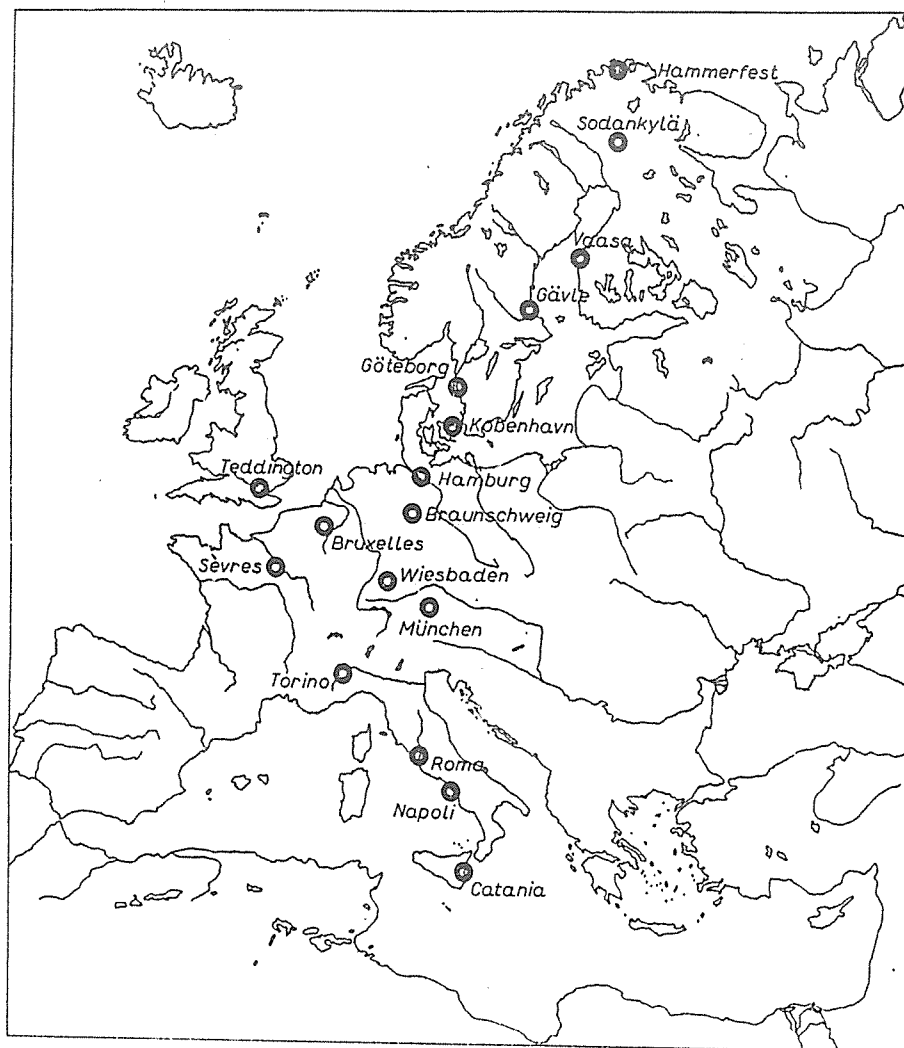 Hammerfest
Sodankylä
Vaasa
Gävle
Göteborg
København
Teddington
Hamburg
Braunschweig
Bruxelles
Sèvres
Wiesbaden
München
Torino
Roma
Napoli
Catania